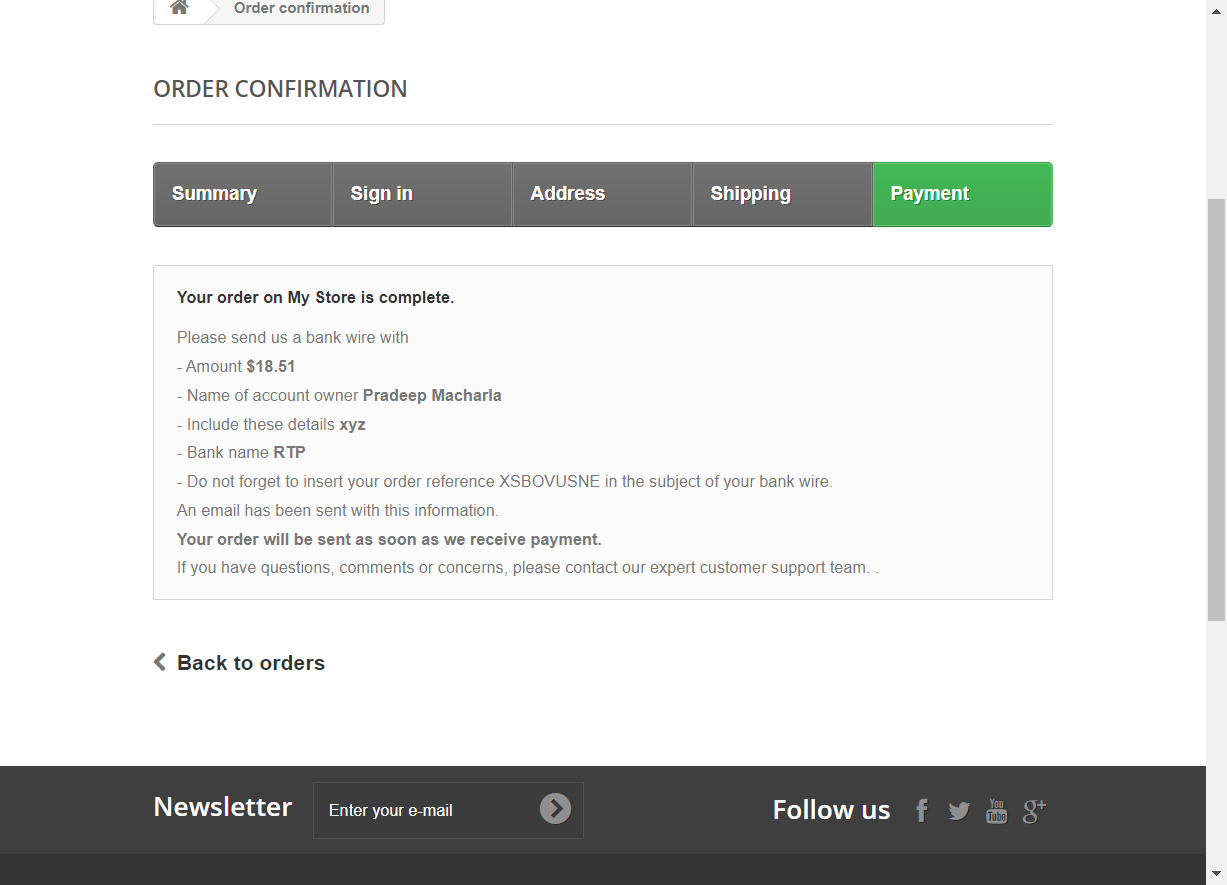 Order confirmation
ORDER CONFIRMATION
Summary Sign in Address Shipping Payment
Your order on My Store is complete.
Please send us a bank wire with
- Amount $18.51
- Name of account owner Pradeep Macharla
- Include these details xyz
- Bank name RTP
- Do not forget to insert your order reference XSBOVUSNE in the subject of your bank wire.
An email has been sent with this information.
Your order will be sent as soon as we receive payment.
If you have questions, comments or concerns, please contact our expert customer support team. .
Back to orders
Newsletter Enter your e-mail Follow us f You Tube g+